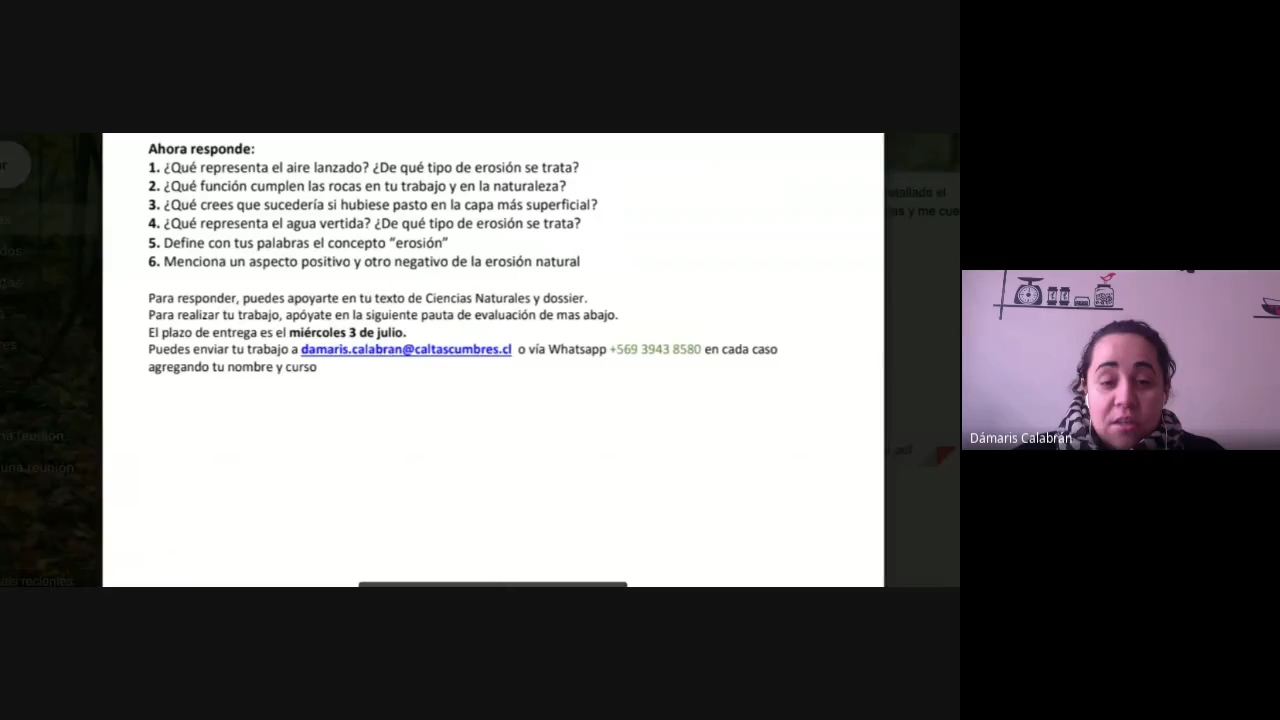 Ahora responde:
1. ¿Qué representa el aire lanzado? ¿De qué tipo de erosión se trata?
2. ¿Qué función cumplen las rocas en tu trabajo y en la naturaleza?
3. ¿Qué crees que sucedería si hubiese pasto en la capa más superficial?
4. ¿Qué representa el agua vertida? ¿De qué tipo de erosión se trata?
5. Define con tus palabras el concepto “erosión”
6. Menciona un aspecto positivo y otro negativo de la erosión natural
Para responder, puedes apoyarte en tu texto de Ciencias Naturales y dossier.
Para realizar tu trabajo, apóyate en la siguiente pauta de evaluación de mas abajo.
El plazo de entrega es el miércoles 3 de julio.
Puedes enviar tu trabajo a damaris.calabran@caltascumbres.cl o vía Whatsapp +569 3943 8580 en cada caso
agregando tu nombre y curso
una reunión
Dámaris Calabrán